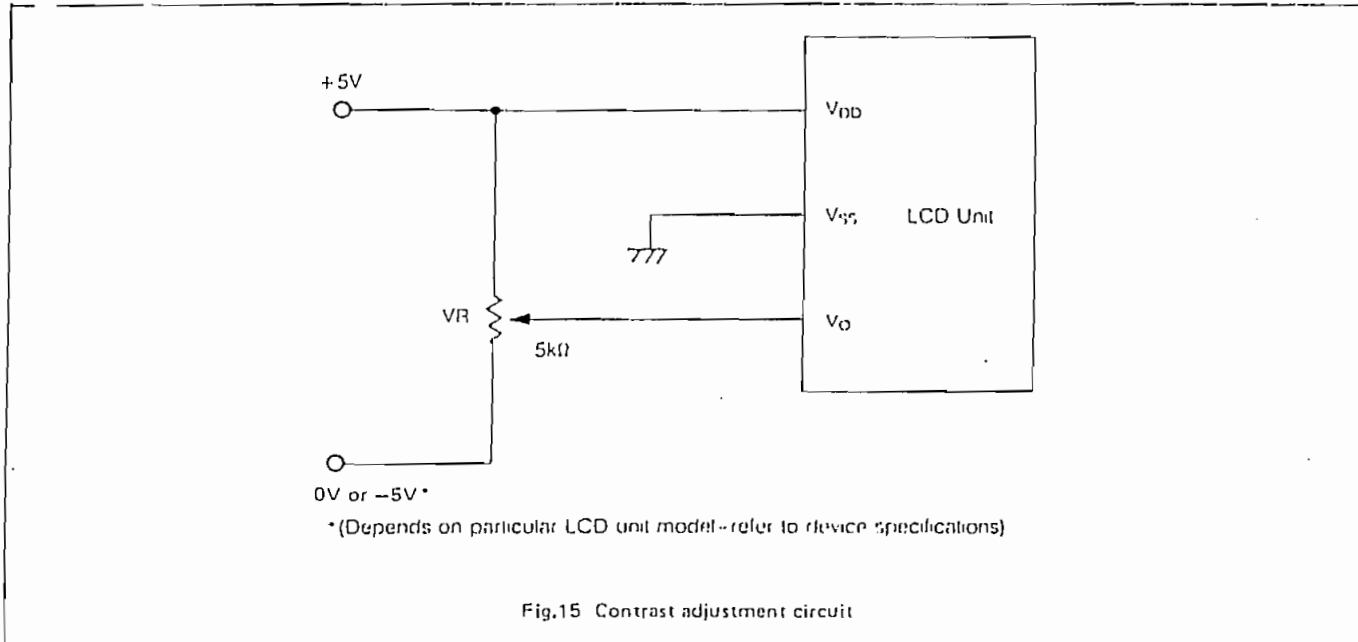 +5V
VDD
VSS
LCD Unit
VR
VO
5kΩ
0V or −5V*
*(Depends on particular LCD unit model--refer to device specifications)
Fig.15 Contrast adjustment circuit